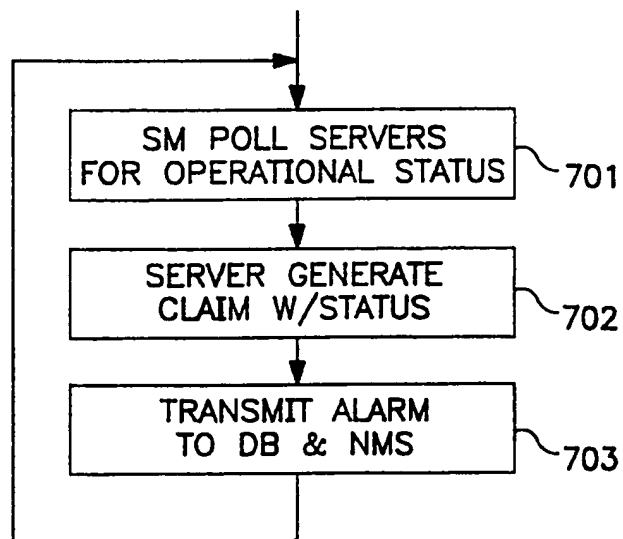 SM POLL SERVERS
FOR OPERATIONAL STATUS
701
SERVER GENERATE
CLAIM W/STATUS
702
TRANSMIT ALARM
TO DB & NMS
703